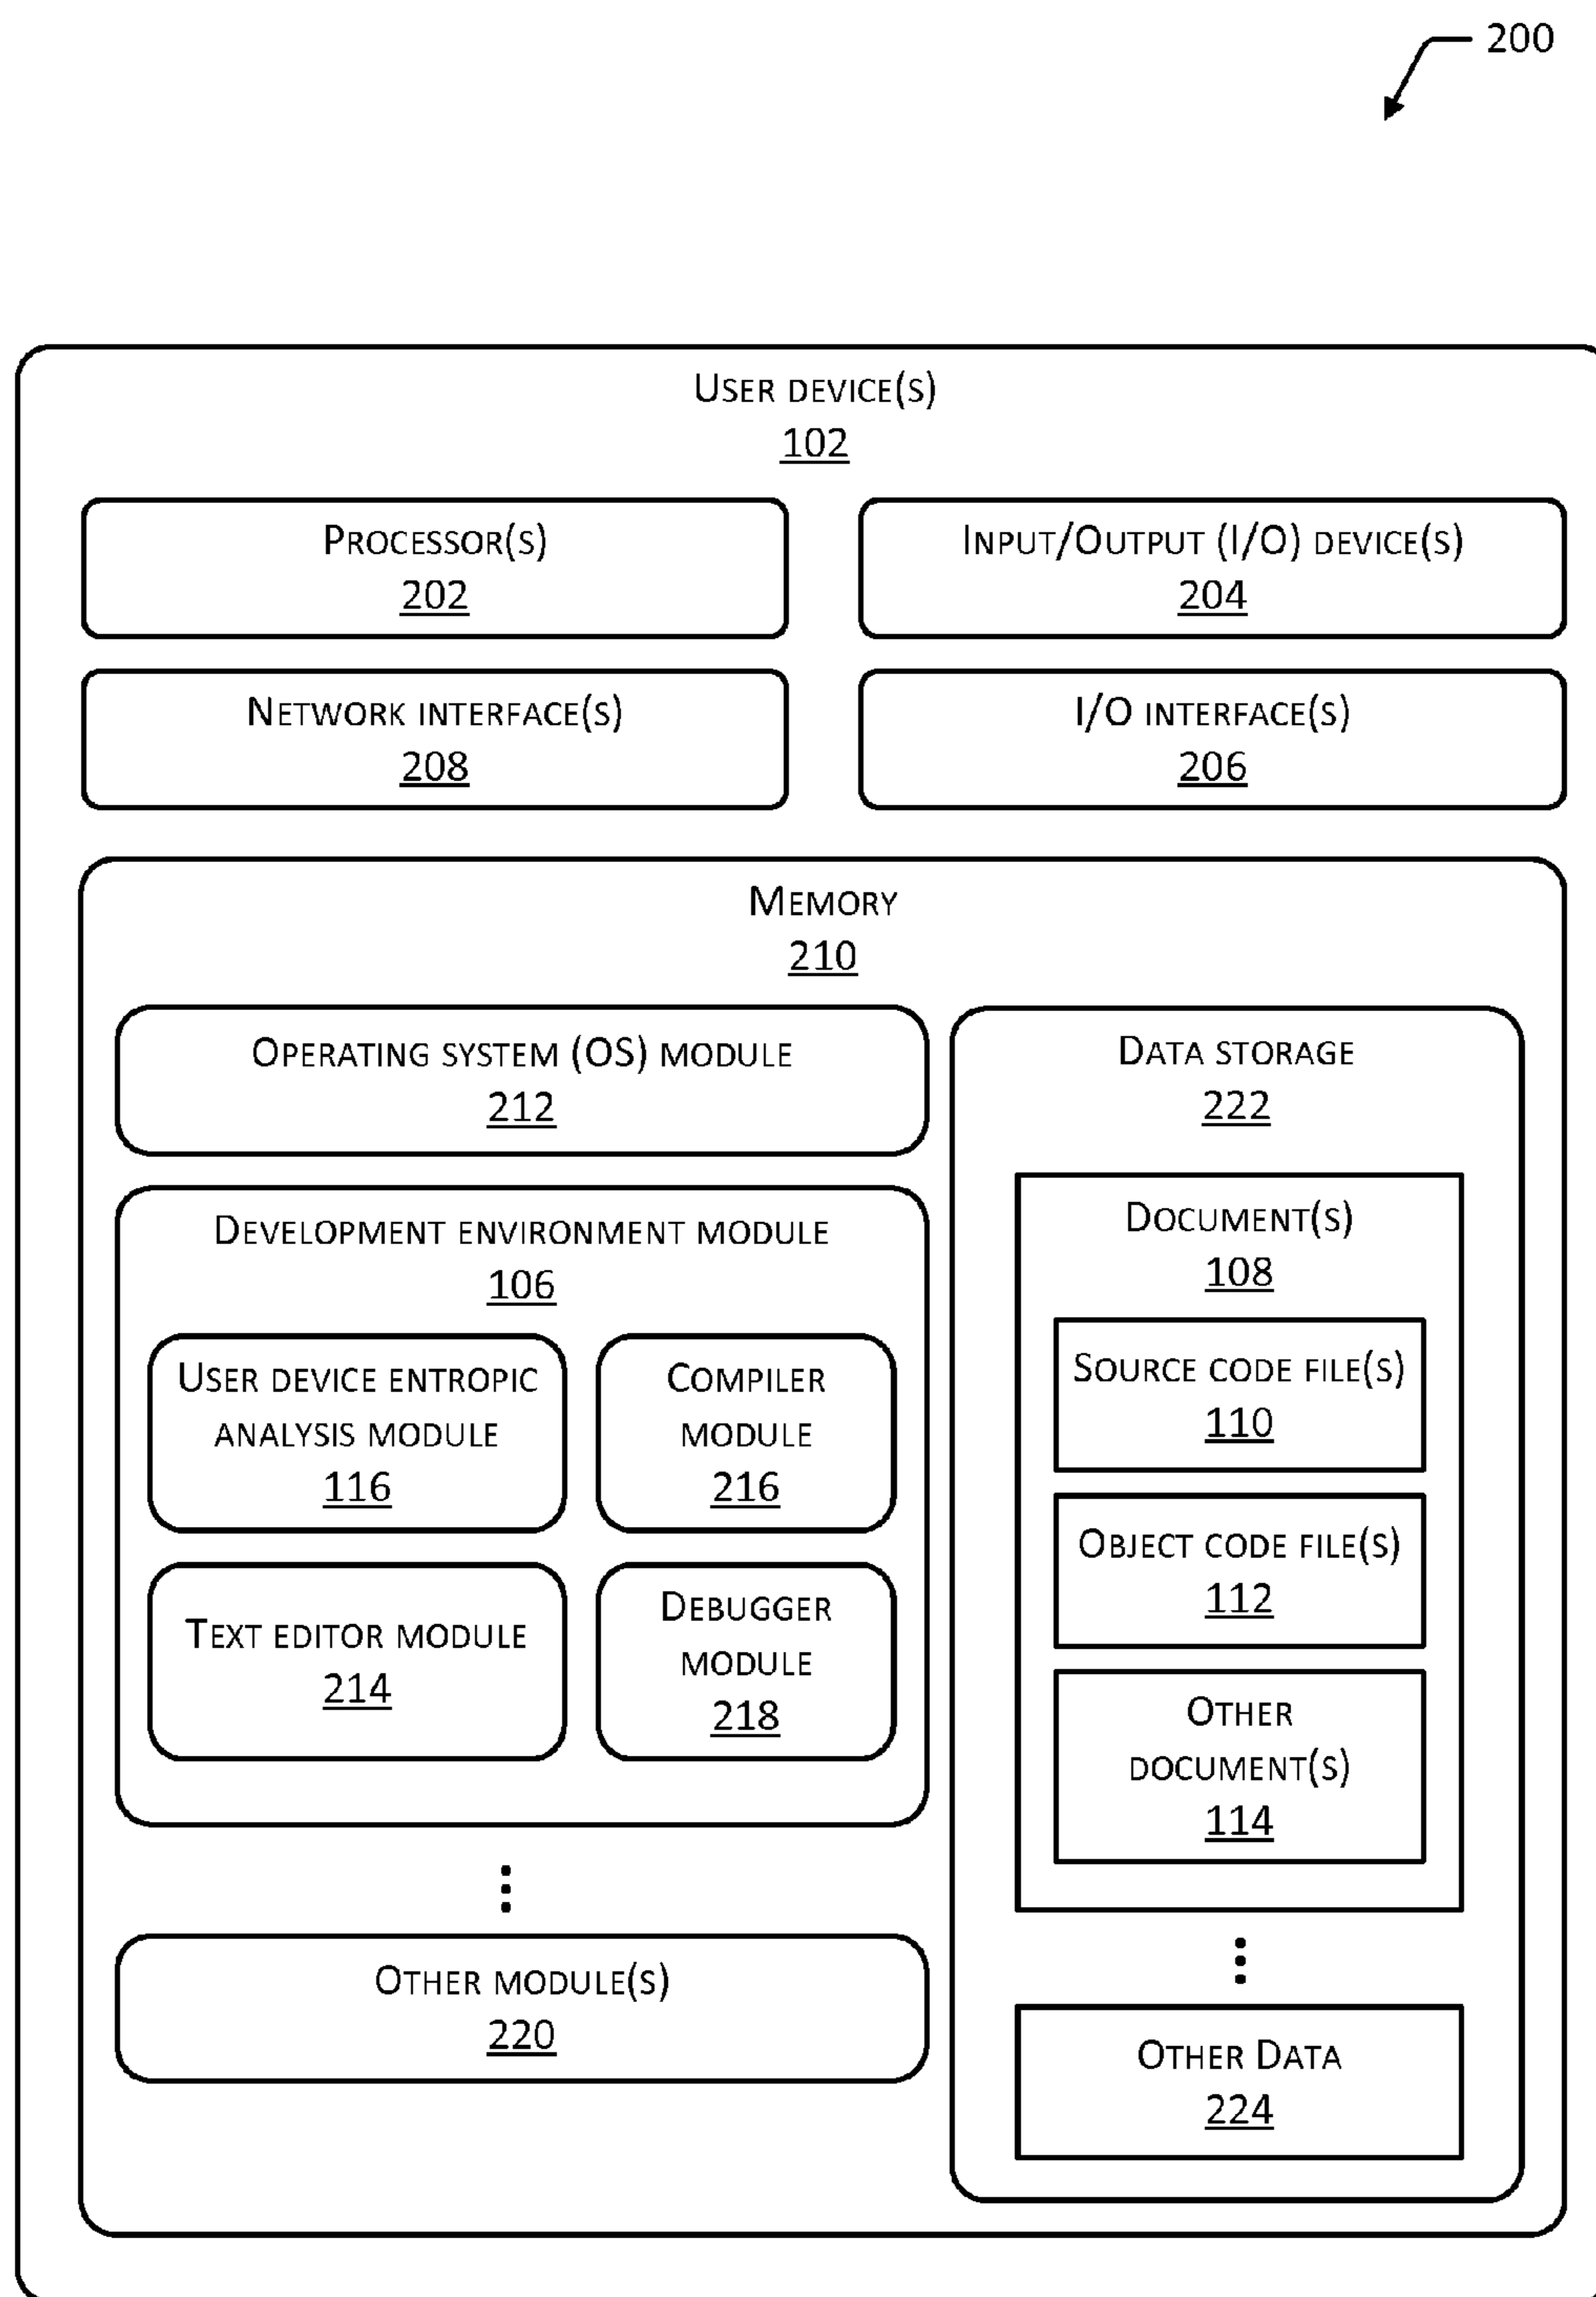 200
USER DEVICE(S)
102
PROCESSOR(S)
202
INPUT/OUTPUT (I/O) DEVICE(S)
204
NETWORK INTERFACE(S)
208
I/O INTERFACE(S)
206
MEMORY
210
OPERATING SYSTEM (OS) MODULE
212
DEVELOPMENT ENVIRONMENT MODULE
106
USER DEVICE ENTROPIC
ANALYSIS MODULE
116
COMPILER
MODULE
216
TEXT EDITOR MODULE
214
DEBUGGER
MODULE
218
OTHER MODULE(S)
220
DATA STORAGE
222
DOCUMENT(S)
108
SOURCE CODE FILE(S)
110
OBJECT CODE FILE(S)
112
OTHER
DOCUMENT(S)
114
OTHER DATA
224